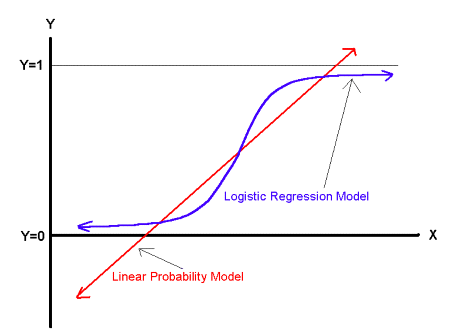 Y
Y=1
Logistic Regression Model
Y=0
X
Linear Probability Model